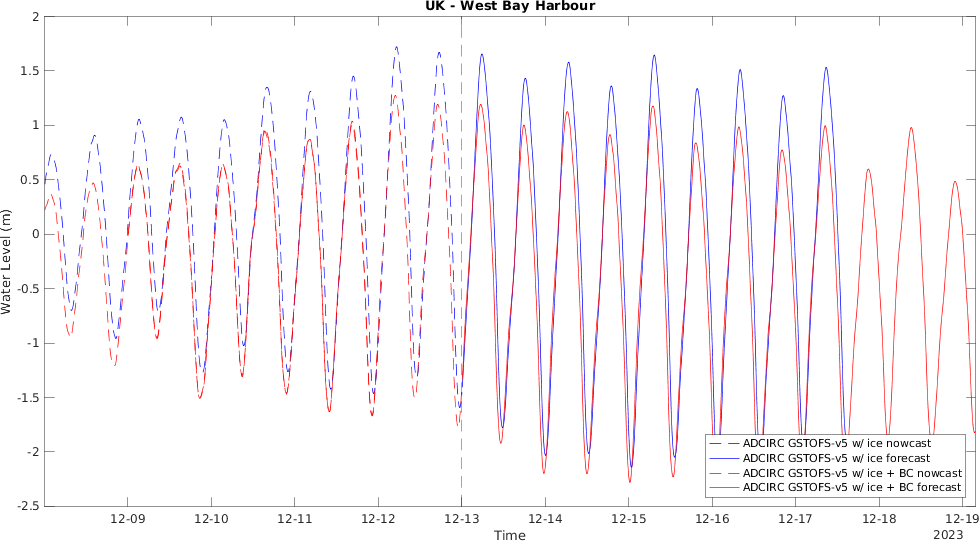 UK - West Bay Harbour
2
1.5
1
0.5
0
-0.5
-1
-1.5
-2
-2.5
Water Level (m)
ADCIRC GSTOFS-v5 w/ ice nowcast
ADCIRC GSTOFS-v5 w/ ice forecast
ADCIRC GSTOFS-v5 w/ ice + BC nowcast
ADCIRC GSTOFS-v5 w/ ice + BC forecast
12-09 12-10 12-11 12-12 12-13 12-14 12-15 12-16 12-17 12-18 12-19
Time
2023